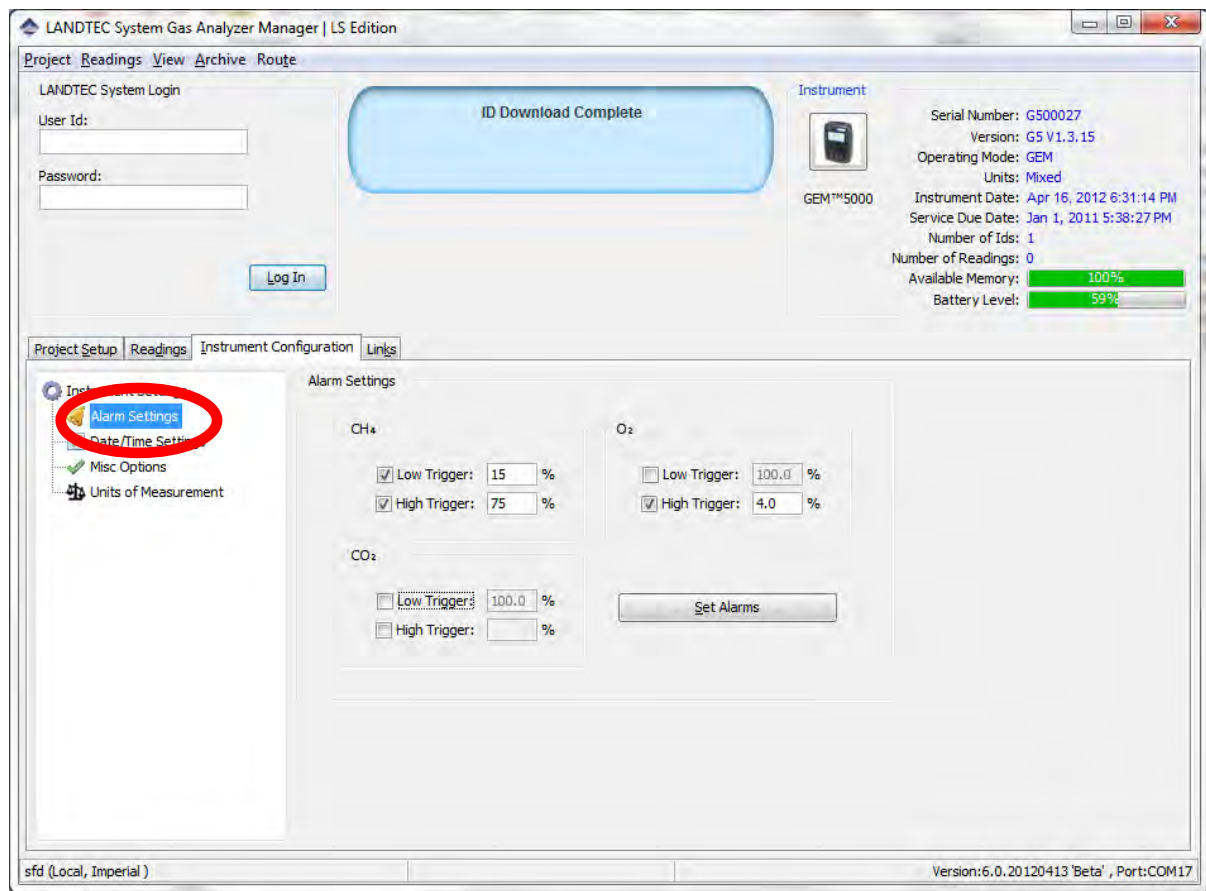 LANDTEC System Gas Analyzer Manager | LS Edition
Project Readings View Archive Route
LANDTEC System Login
User Id:
Password:
Log In
ID Download Complete
Instrument
GEM™5000
Serial Number: G500027
Version: G5 V1.3.15
Operating Mode: GEM
Units: Mixed
Instrument Date: Apr 16, 2012 6:31:14 PM
Service Due Date: Jan 1, 2011 5:38:27 PM
Number of Ids: 1
Number of Readings: 0
Available Memory: 100%
Battery Level: 59%
Project Setup Readings Instrument Configuration Links
Instrument Settings
Alarm Settings
Date/Time Settings
Misc Options
Units of Measurement
Alarm Settings
CH₄
Low Trigger: 15 %
High Trigger: 75 %
O₂
Low Trigger: 100.0 %
High Trigger: 4.0 %
CO₂
Low Trigger: 100.0 %
High Trigger: %
Set Alarms
sfd (Local, Imperial )
Version:6.0.20120413 'Beta' , Port:COM17